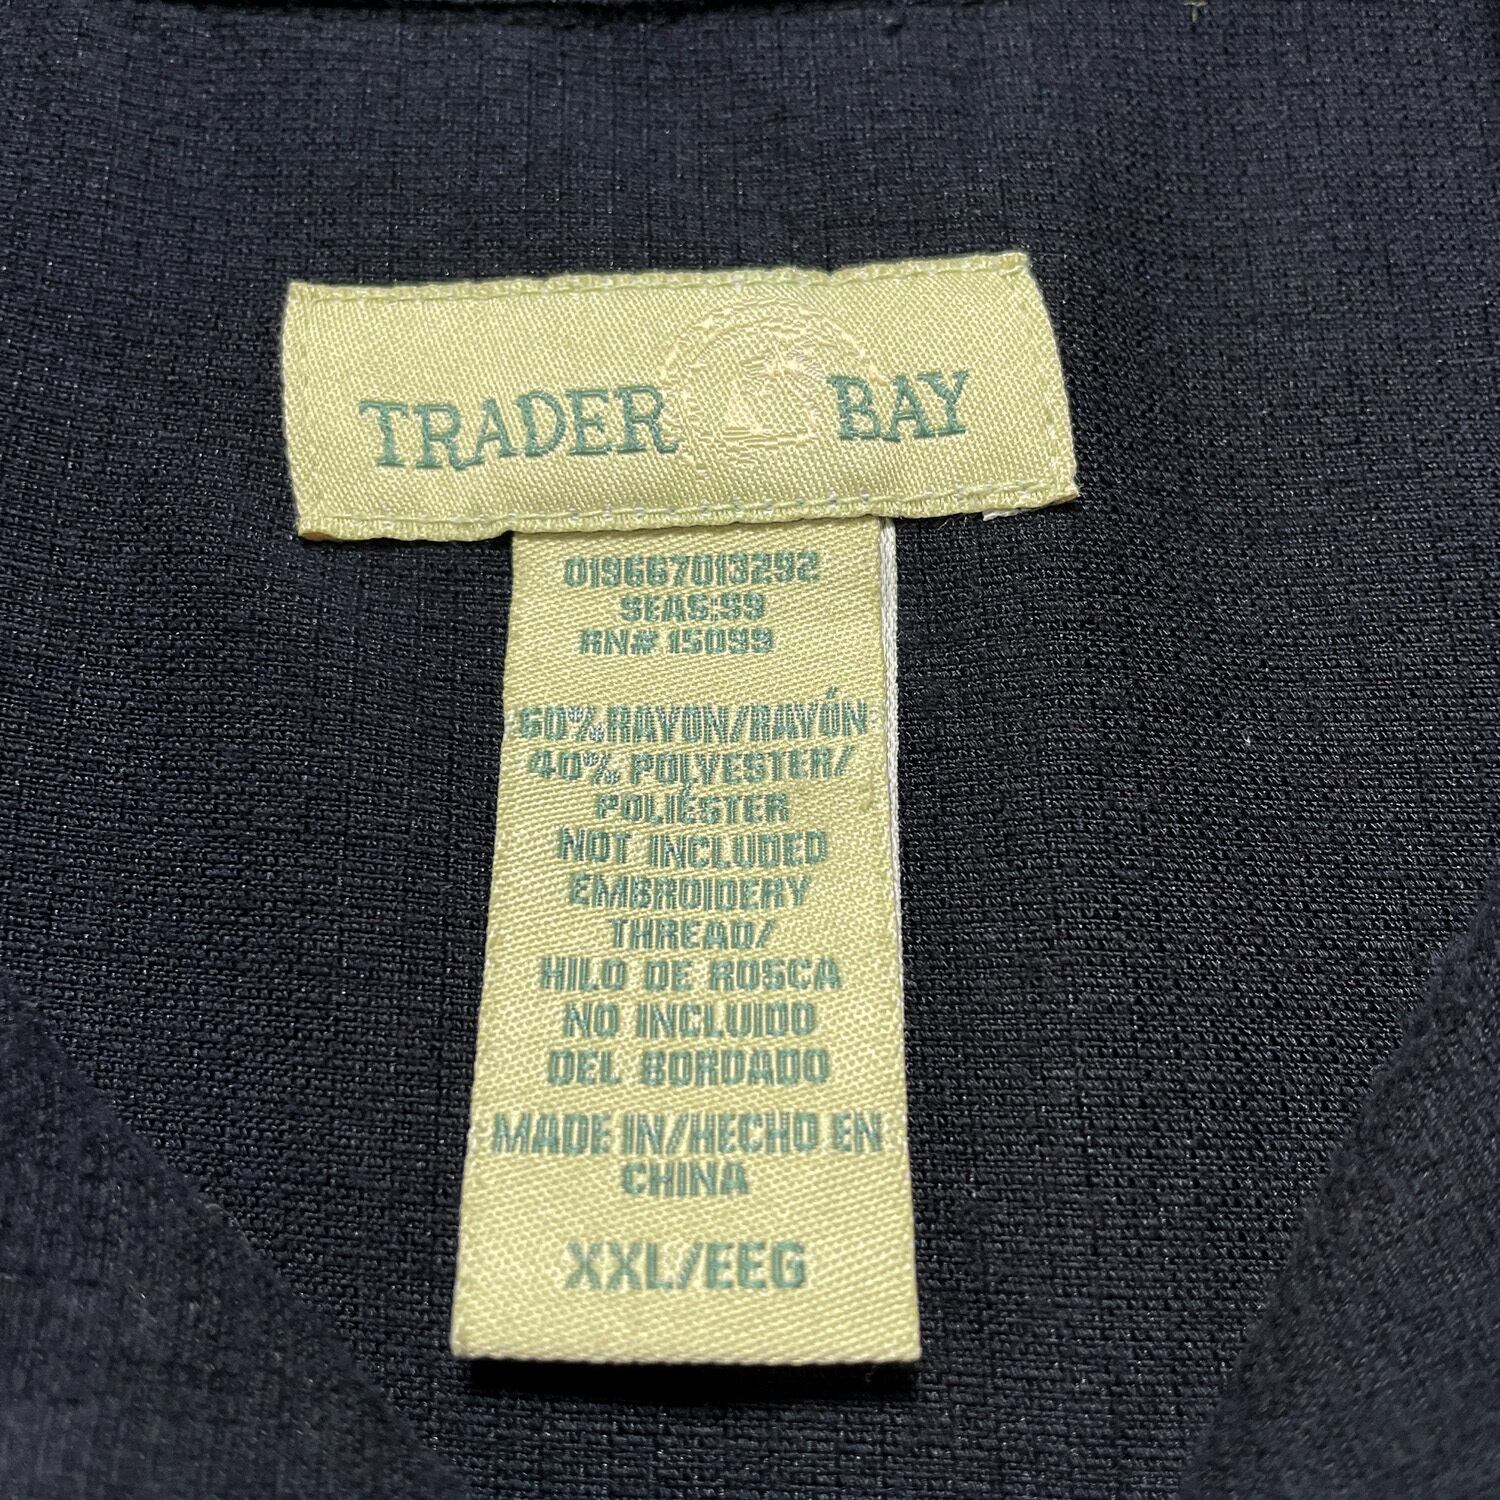 TRADER BAY
019667013292
SEAS:S9
RN# 15099
60%RAYON/RAYÓN
40% POLYESTER/
POLIÉSTER
NOT INCLUDED
EMBROIDERY
THREAD/
HILO DE ROSCA
NO INCLUIDO
DEL BORDADO
MADE IN/HECHO EN
CHINA
XXL/EEG